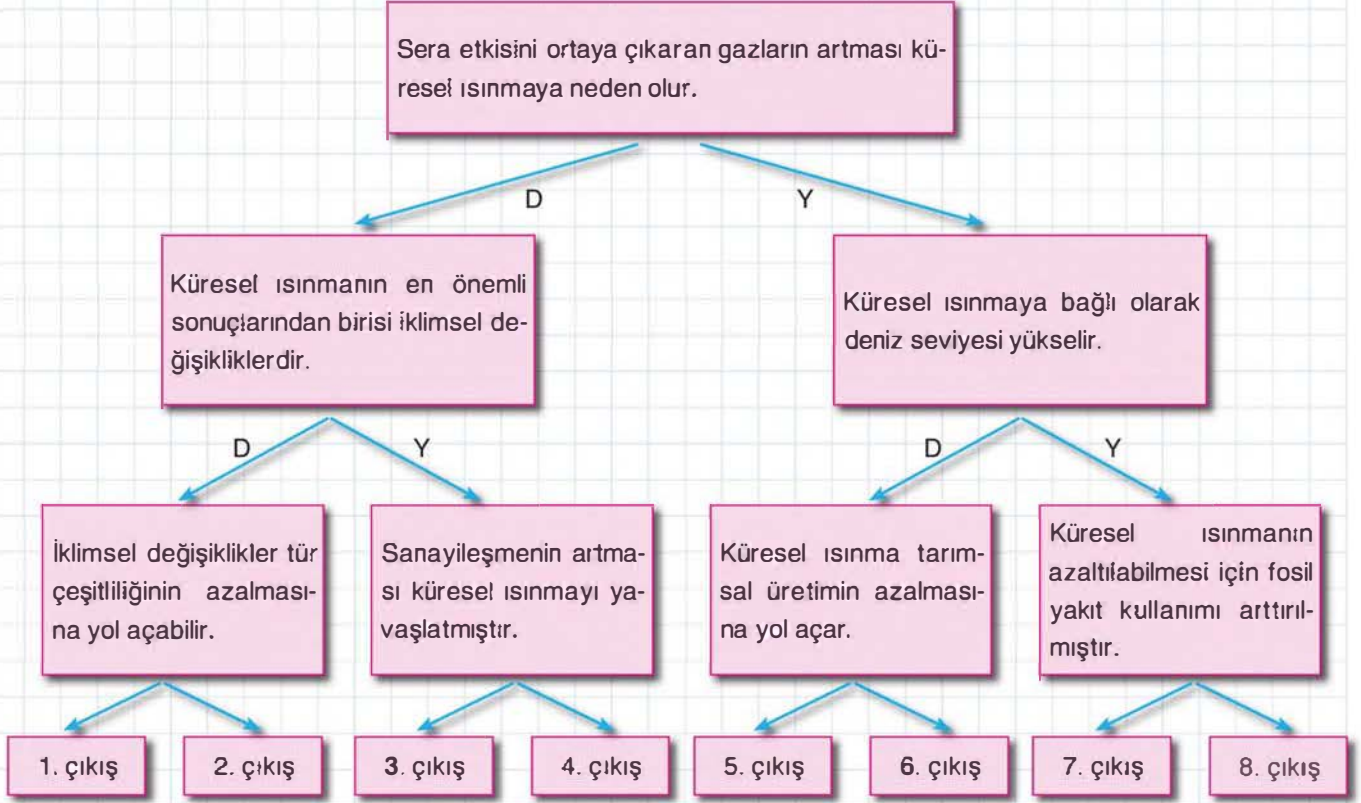 Sera etkisini ortaya çıkaran gazların artması kü-
resel ısınmaya neden olur.
D
Y
Küresel ısınmanın en önemli
sonuçlarından birisi iklimsel de-
ğişikliklerdir.
Küresel ısınmaya bağlı olarak
deniz seviyesi yükselir.
D
Y
D
Y
İklimsel değişiklikler tür
çeşitliliğinin azalması-
na yol açabilir.
Sanayileşmenin artma-
sı küresel ısınmayı ya-
vaşlatmıştır.
Küresel ısınma tarım-
sal üretimin azalması-
na yol açar.
Küresel ısınmanın
azaltılabilmesi için fosil
yakıt kullanımı arttırıl-
mıştır.
1. çıkış
2. çıkış
3. çıkış
4. çıkış
5. çıkış
6. çıkış
7. çıkış
8. çıkış